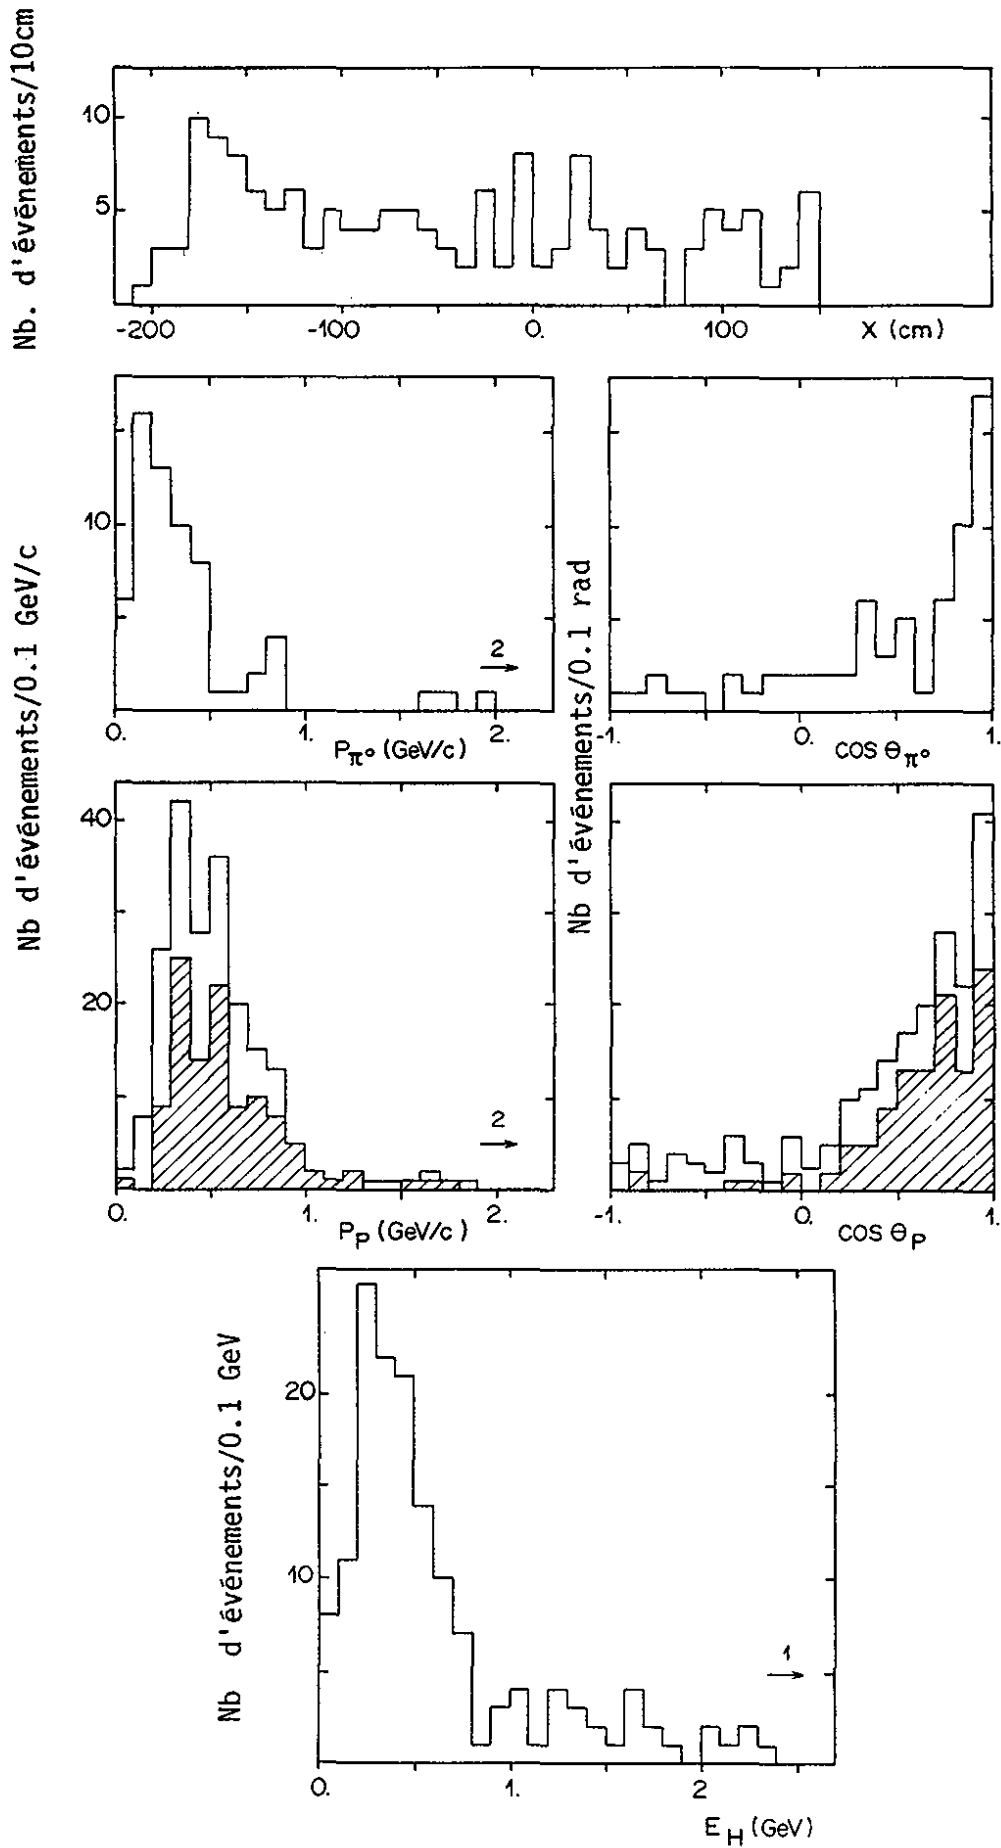 Nb. d'événements/10cm
10
5
-200 -100 0. 100 X (cm)
Nb d'événements/0.1 GeV/c
10
2
0. 1. 2.
P π° (GeV/c)
Nb d'événements/0.1 rad
-1. 0. 1.
COS θ π°
40
20
2
0. 1. 2.
P P (GeV/c)
-1. 0. 1.
COS θ P
Nb d'événements/0.1 GeV
20
10
1
0. 1. 2
E H (GeV)